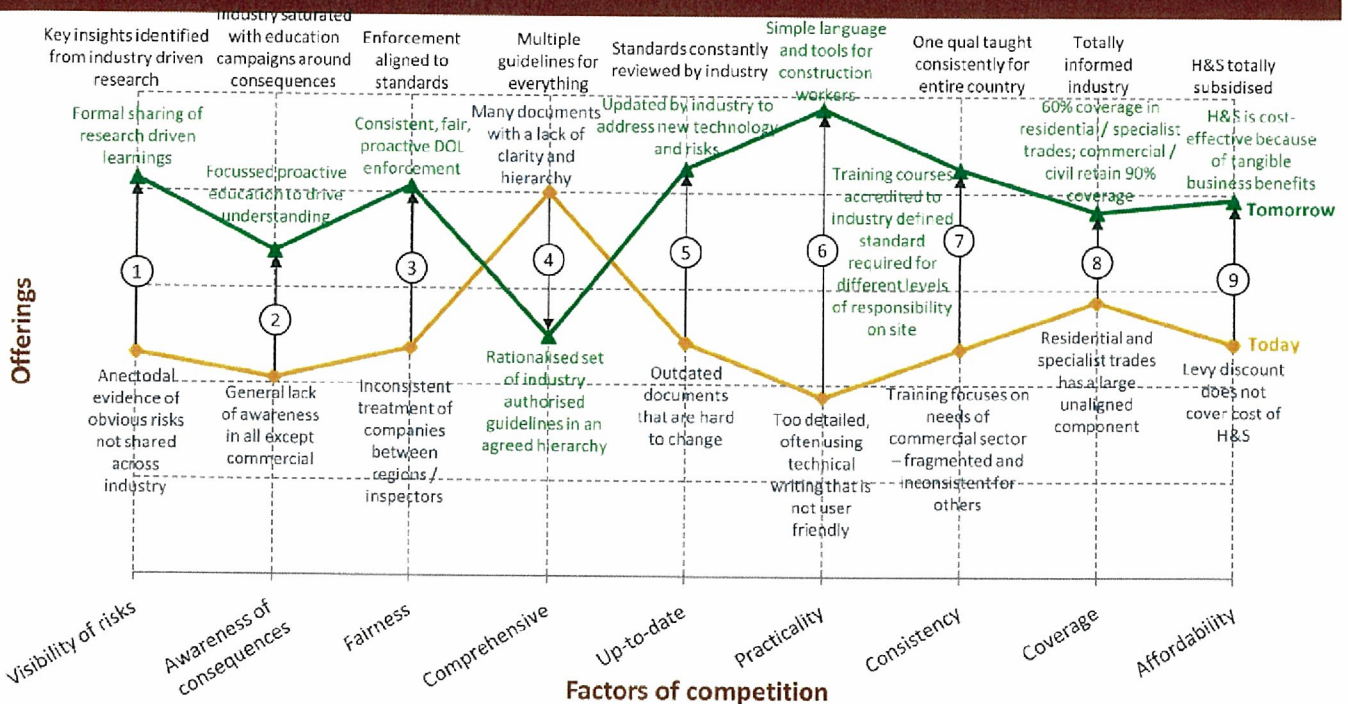 Key insights identified
from industry driven
research
industry saturated
with education
campaigns around
consequences
Enforcement
aligned to
standards
Multiple
guidelines for
everything
Standards constantly
reviewed by industry
Simple language
and tools for
construction
workers
One qual taught
consistently for
entire country
Totally
informed
industry
H&S totally
subsidised
Formal sharing of
research driven
learnings
Focussed proactive
education to drive
understanding
Consistent, fair,
proactive DOL
enforcement
Many documents
with a lack of
clarity and
hierarchy
Updated by industry to
address new technology
and risks
Training courses
accredited to
industry defined
standard
required for
different levels
of responsibility
on site
60% coverage in
residential / specialist
trades; commercial /
civil retain 90%
coverage
H&S is cost-
effective because
of tangible
business benefits
Tomorrow
1
2
3
4
5
6
7
8
9
Today
Offerings
Anectodal
evidence of
obvious risks
not shared
across
industry
General lack
of awareness
in all except
commercial
Inconsistent
treatment of
companies
between
regions /
inspectors
Rationalised set
of industry
authorised
guidelines in an
agreed hierarchy
Outdated
documents
that are hard
to change
Too detailed,
often using
technical
writing that is
not user
friendly
Training focuses on
needs of
commercial sector
– fragmented and
inconsistent for
others
Residential and
specialist trades
has a large
unaligned
component
Levy discount
does not
cover cost of
H&S
Visibility of risks
Awareness of
consequences
Fairness
Comprehensive
Up-to-date
Practicality
Consistency
Coverage
Affordability
Factors of competition